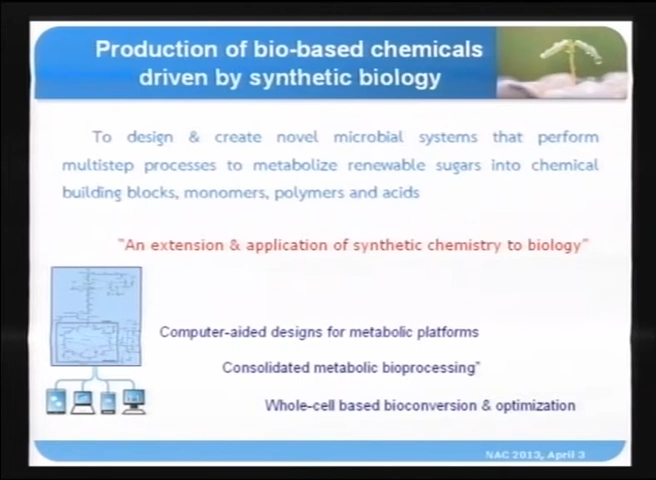 Production of bio-based chemicals
driven by synthetic biology
To design & create novel microbial systems that perform
multistep processes to metabolize renewable sugars into chemical
building blocks, monomers, polymers and acids
"An extension & application of synthetic chemistry to biology"
Computer-aided designs for metabolic platforms
Consolidated metabolic bioprocessing"
Whole-cell based bioconversion & optimization
NAC 2013, April 3